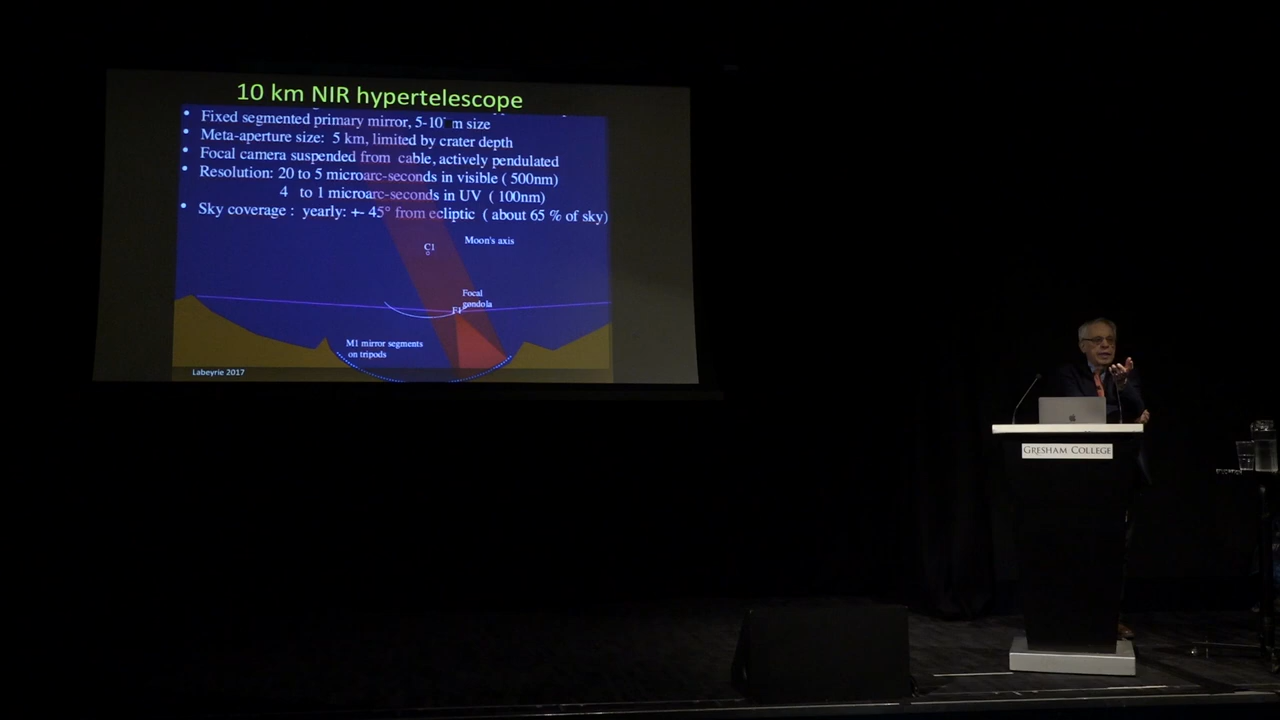 10 km NIR hypertelescope
• Fixed segmented primary mirror, 5-10 m size
• Meta-aperture size: 5 km, limited by crater depth
• Focal camera suspended from cable, actively pendulated
• Resolution: 20 to 5 microarc-seconds in visible ( 500nm)
4 to 1 microarc-seconds in UV ( 100nm)
• Sky coverage : yearly: +- 45° from ecliptic ( about 65 % of sky)
C1
Moon's axis
Focal
gondola
F1
M1 mirror segments
on tripods
Labeyrie 2017
GRESHAM COLLEGE